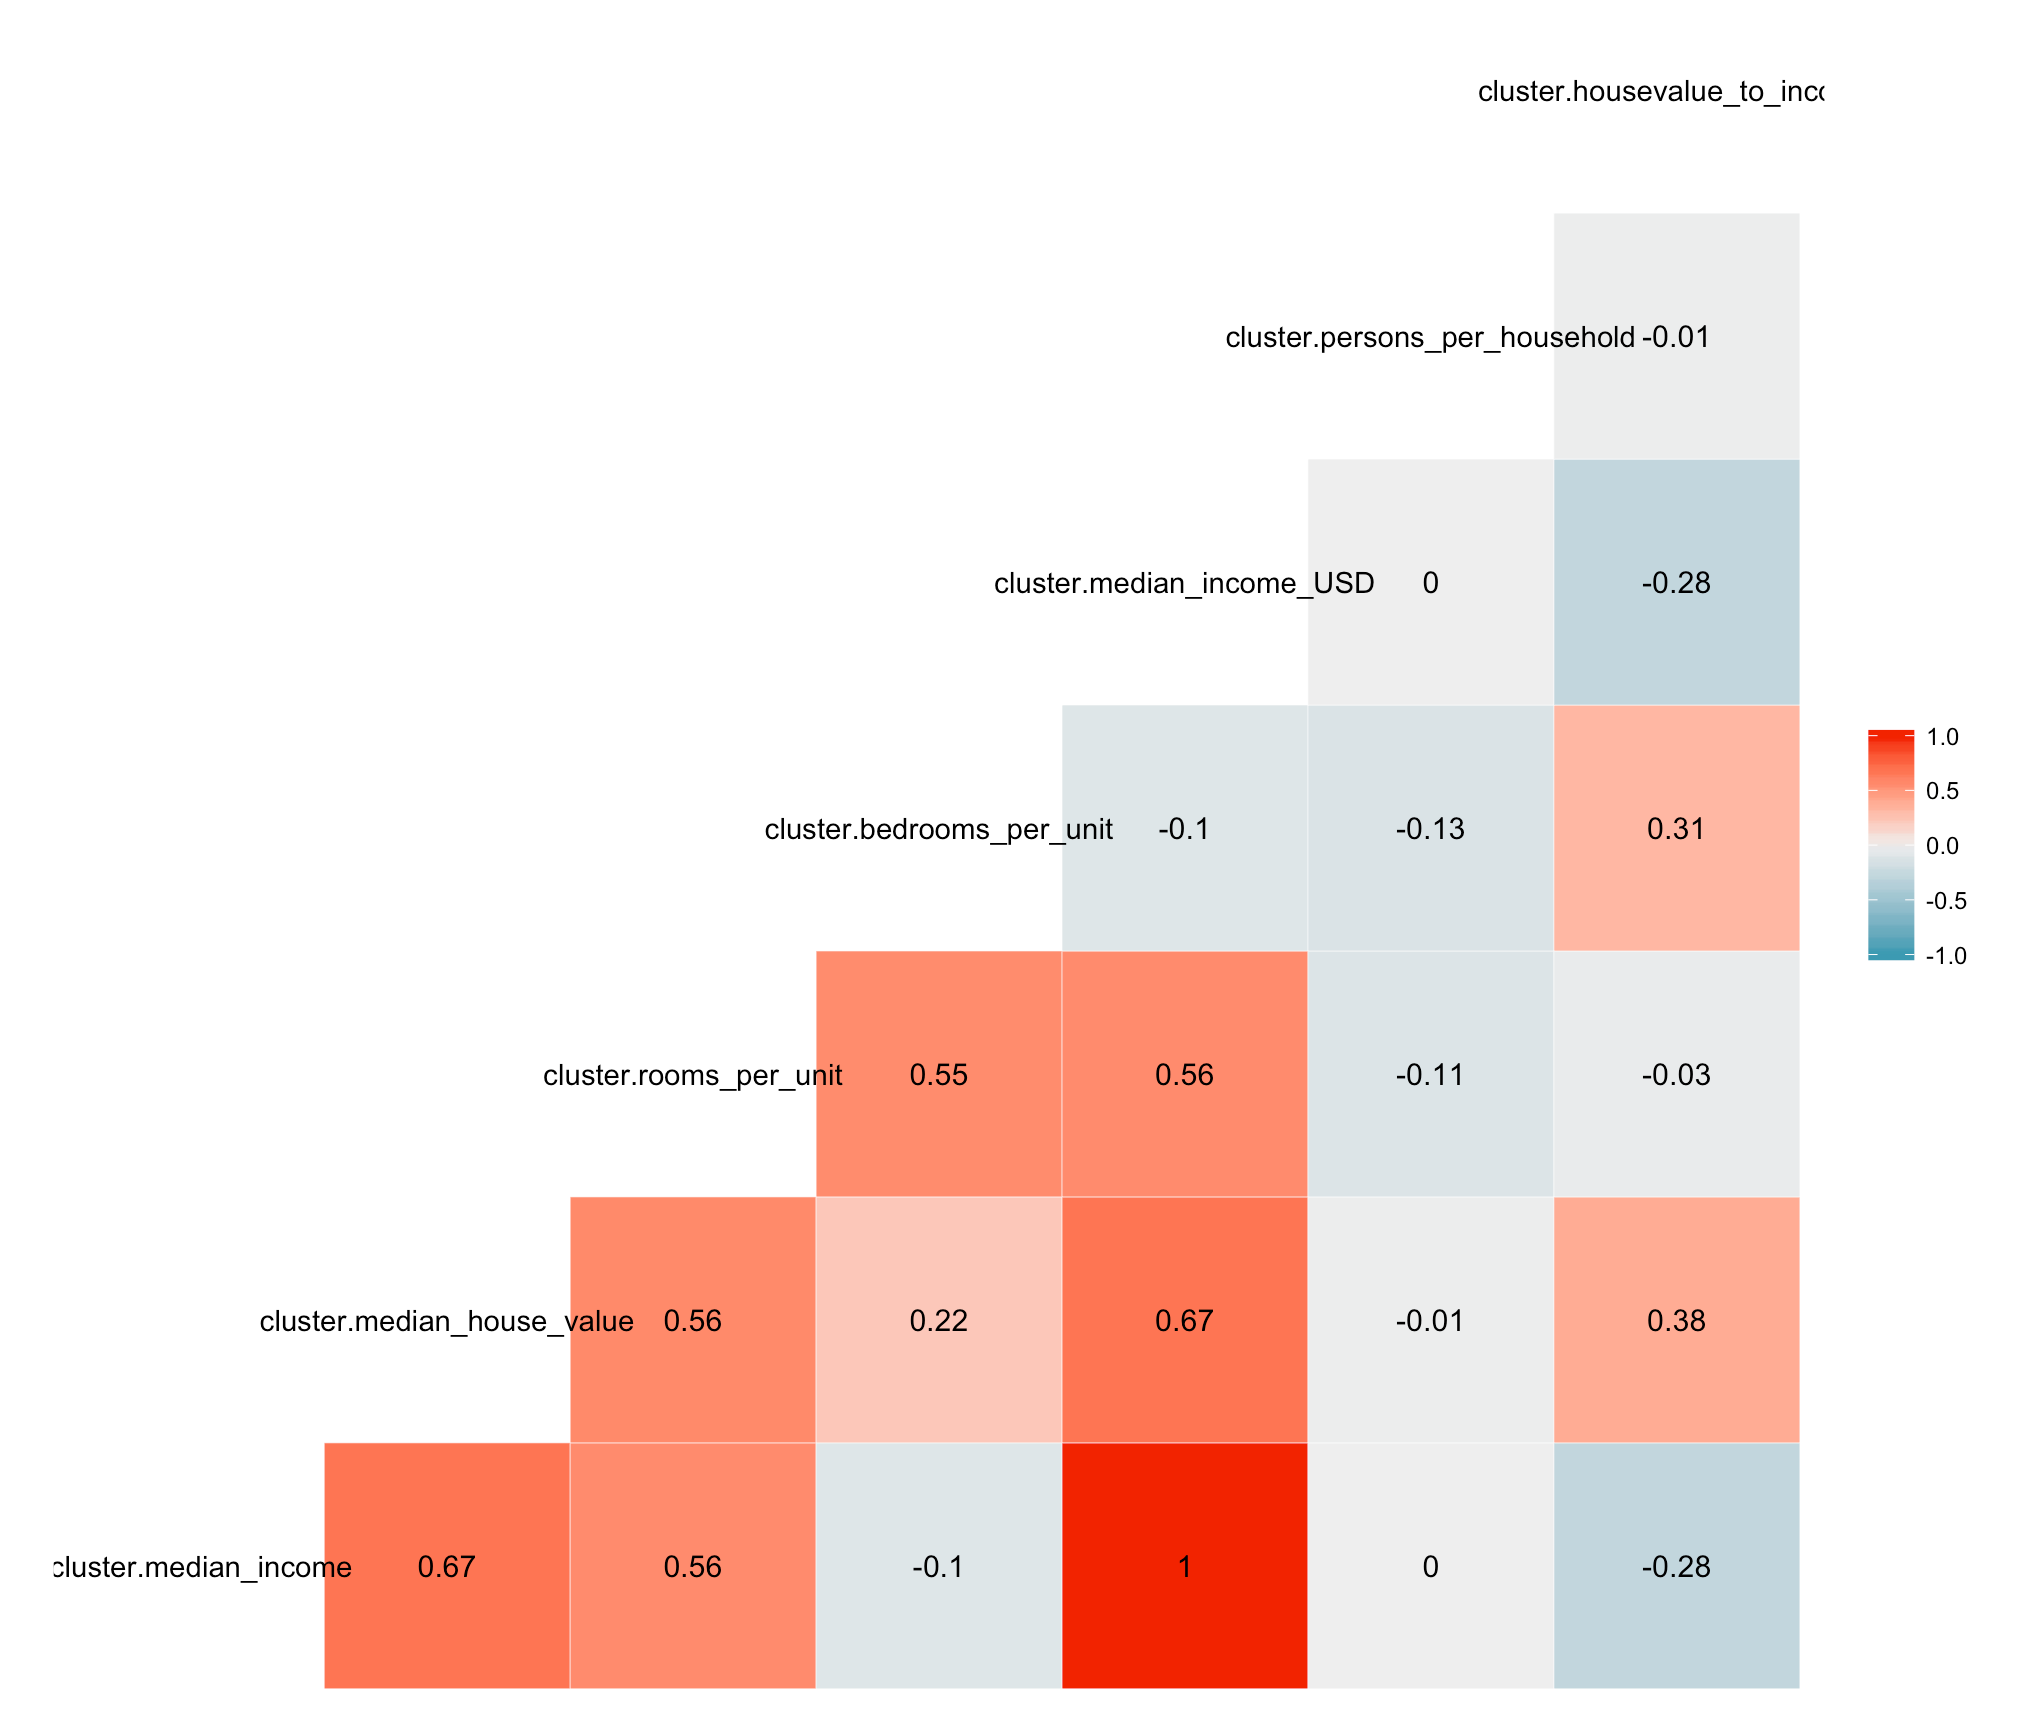 cluster.housevalue_to_inc
cluster.persons_per_household -0.01
cluster.median_income_USD 0 -0.28
1.0
0.5
0.0
-0.5
-1.0
cluster.bedrooms_per_unit -0.1 -0.13 0.31
cluster.rooms_per_unit 0.55 0.56 -0.11 -0.03
cluster.median_house_value 0.56 0.22 0.67 -0.01 0.38
cluster.median_income 0.67 0.56 -0.1 1 0 -0.28